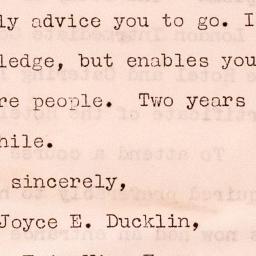 ly advice you to go. I
ledge, but enables you
re people. Two years
hile.
sincerely,
Joyce E. Ducklin,